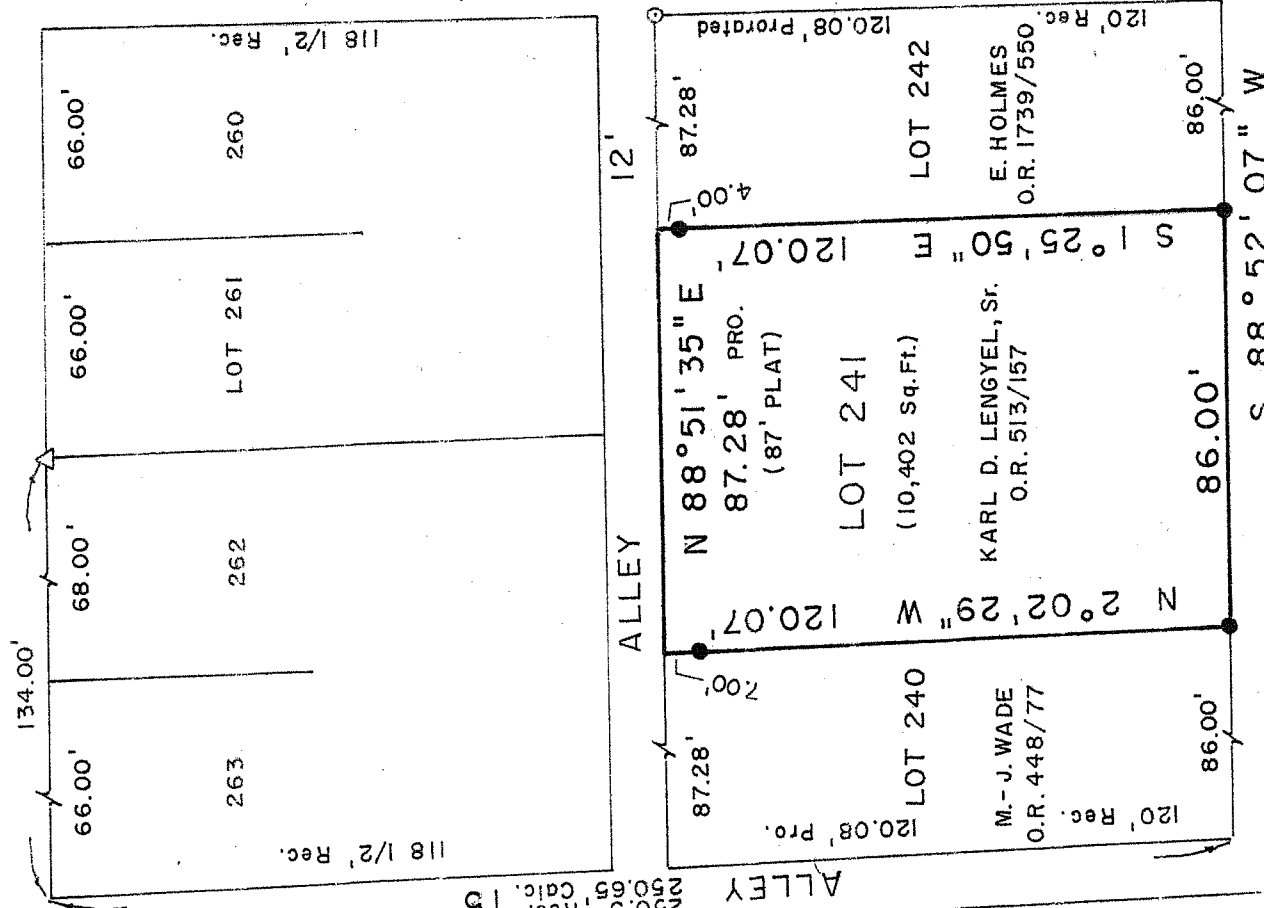 134.00'
66.00'
68.00'
66.00'
66.00'
263
262
LOT 261
260
118 1/2' Rec.
118 1/2' Rec.
ALLEY
12'
ALLEY
250.65' Calc.
87.28'
7.00'
N 88°51'35" E
87.28' PRO.
(87' PLAT)
4.00'
87.28'
120.08' Pro.
120' Rec.
LOT 240
M.-J. WADE
O.R. 448/77
86.00'
N 2°02'29" W 120.07'
LOT 241
(10,402 Sq.Ft.)
KARL D. LENGYEL, Sr.
O.R. 513/157
86.00'
S 1°25'50" E 120.07'
LOT 242
E. HOLMES
O.R. 1739/550
86.00'
120.08' Prorated
120' Rec.
S 88°52'07" W